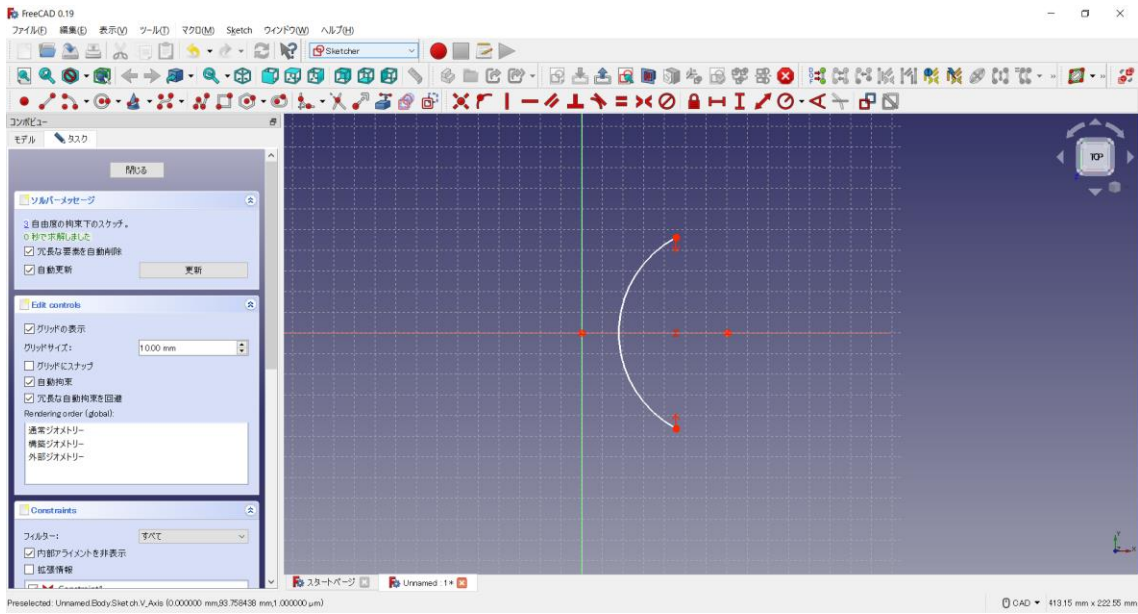 FreeCAD 0.19
ファイル(F) 編集(E) 表示(V) ツール(T) マクロ(M) Sketch ウィンドウ(W) ヘルプ(H)
Sketcher
コンボビュー
モデル タスク
閉じる
TOP
ソルバーメッセージ
3 自由度の拘束下のスケッチ。
0 秒で求解しました
冗長な要素を自動削除
自動更新 更新
Edit controls
グリッドの表示
グリッドサイズ: 10.00 mm
グリッドにスナップ
自動拘束
冗長な自動拘束を回避
Rendering order (global):
通常ジオメトリー
構築ジオメトリー
外部ジオメトリー
Constraints
フィルター: すべて
内部アライメントを非表示
拡張情報
Constraint1
スタートページ Unnamed : 1*
Preselected: Unnamed.Body.Sketch.V_Axis (0.000000 mm,93.758438 mm,1.000000 µm) CAD 413.15 mm x 222.55 mm